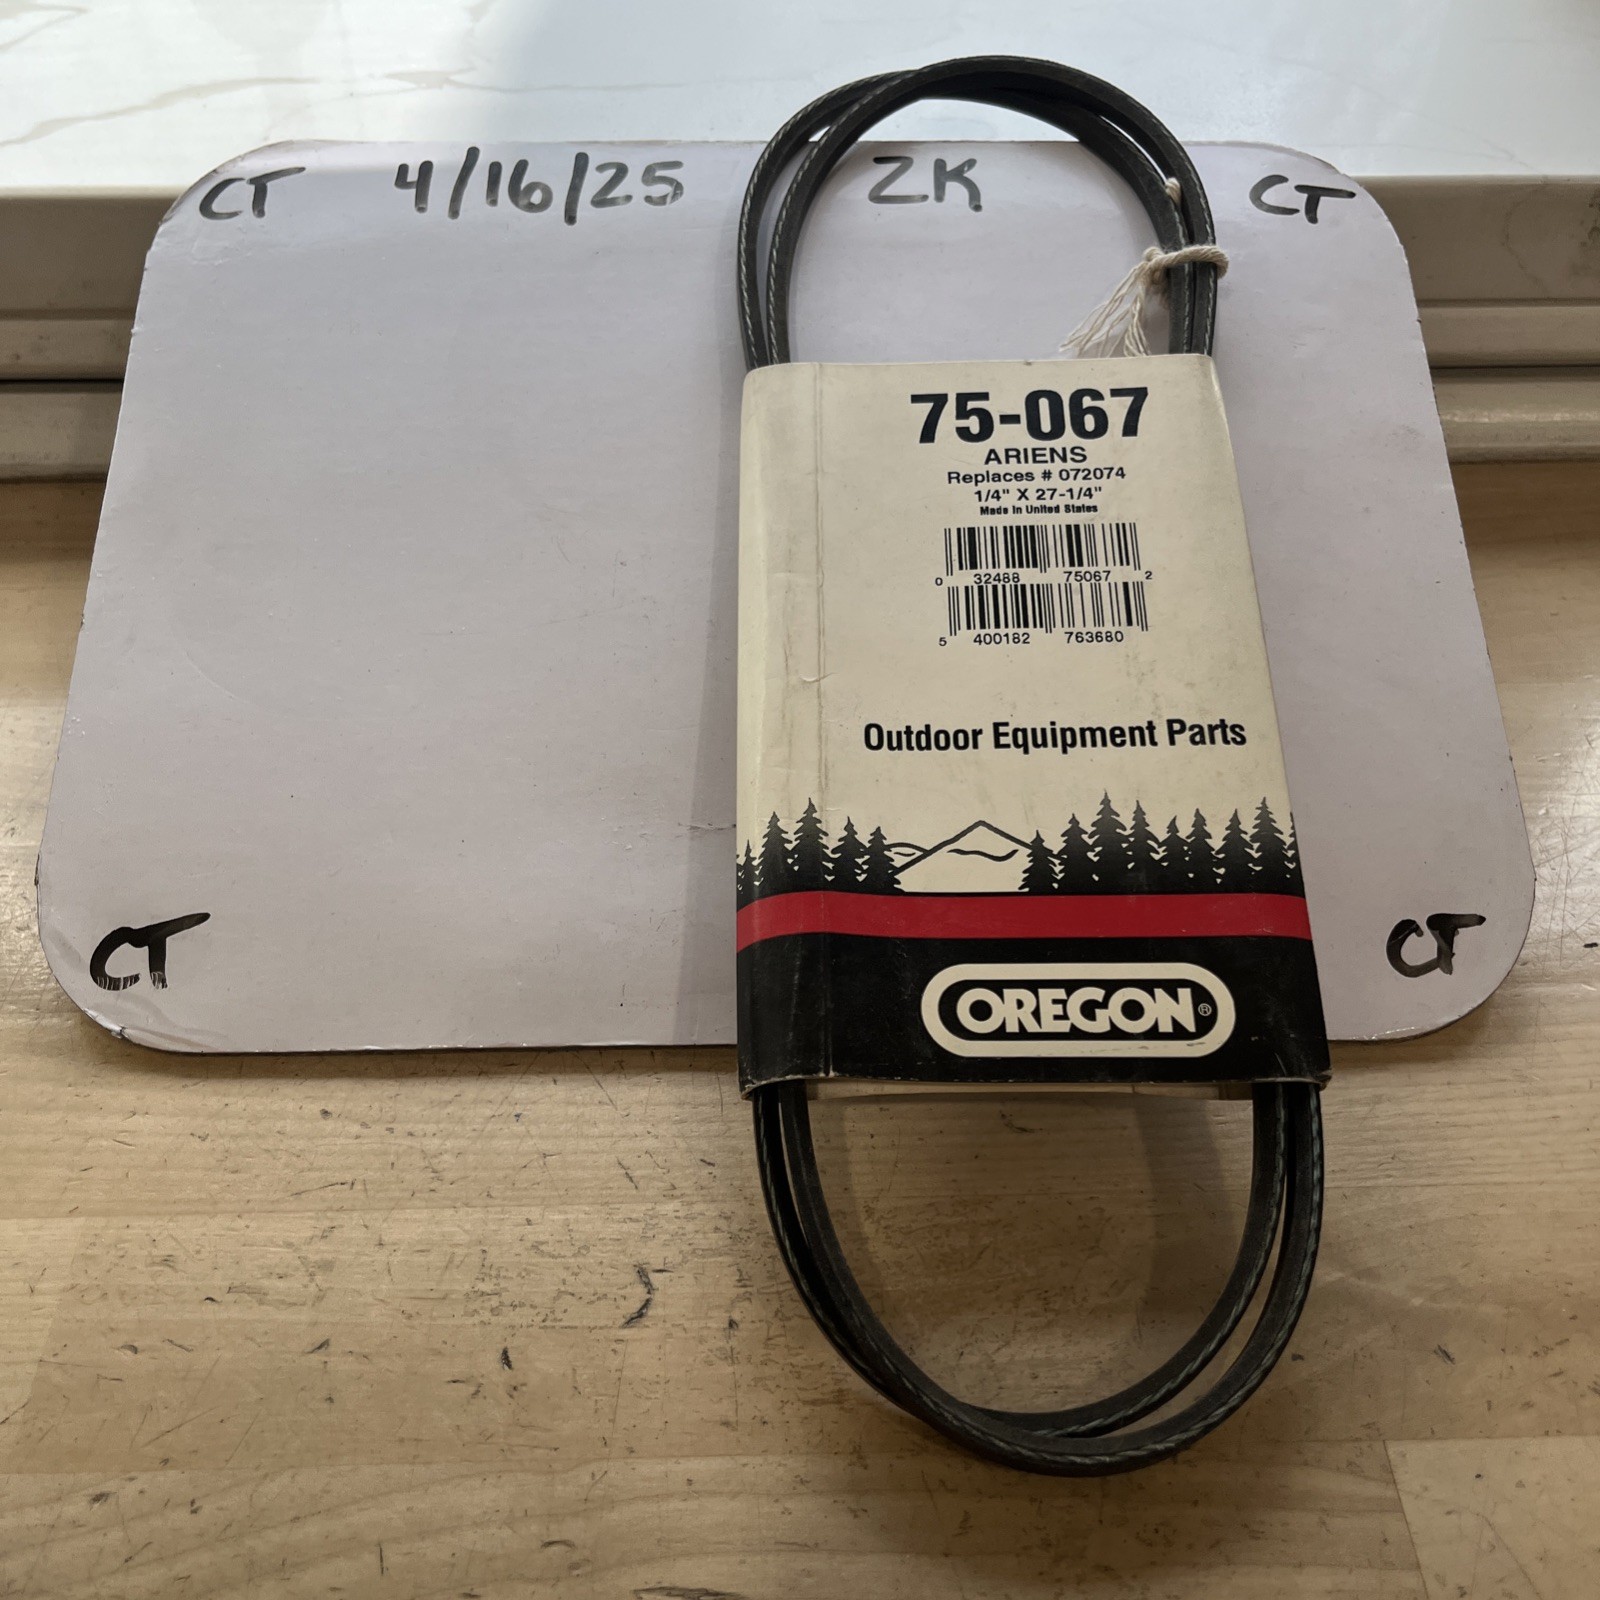 CT 4/16/25 ZK CT
75-067
ARIENS
Replaces # 072074
1/4" X 27-1/4"
Made In United States
0 32488 75067 2
5 400182 763680
Outdoor Equipment Parts
CT CT
OREGON®